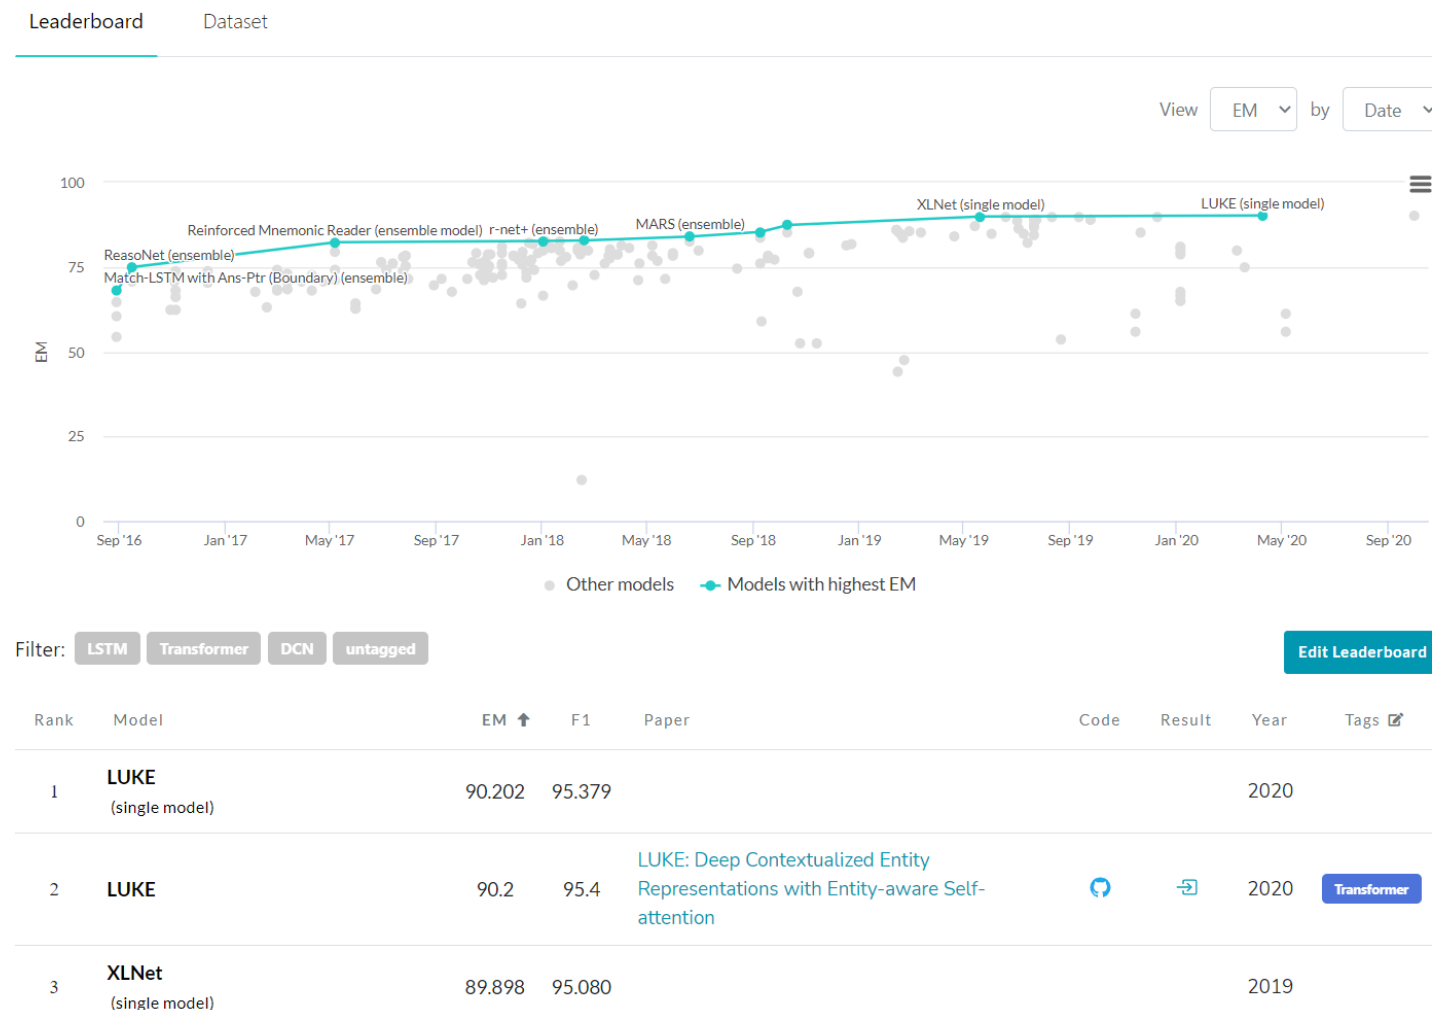 Leaderboard Dataset
View EM by Date
100
XLNet (single model) LUKE (single model)
MARS (ensemble)
Reinforced Mnemonic Reader (ensemble model) r-net+ (ensemble)
ReasoNet (ensemble)
75
Match-LSTM with Ans-Ptr (Boundary) (ensemble)
EM
50
25
0
Sep '16 Jan '17 May '17 Sep '17 Jan '18 May '18 Sep '18 Jan '19 May '19 Sep '19 Jan '20 May '20 Sep '20
Other models Models with highest EM
Filter: LSTM Transformer DCN untagged Edit Leaderboard
Rank Model EM F1 Paper Code Result Year Tags
1 LUKE (single model) 90.202 95.379 2020
LUKE: Deep Contextualized Entity
2 LUKE 90.2 95.4 Representations with Entity-aware Self- 2020 Transformer
attention
3 XLNet (single model) 89.898 95.080 2019